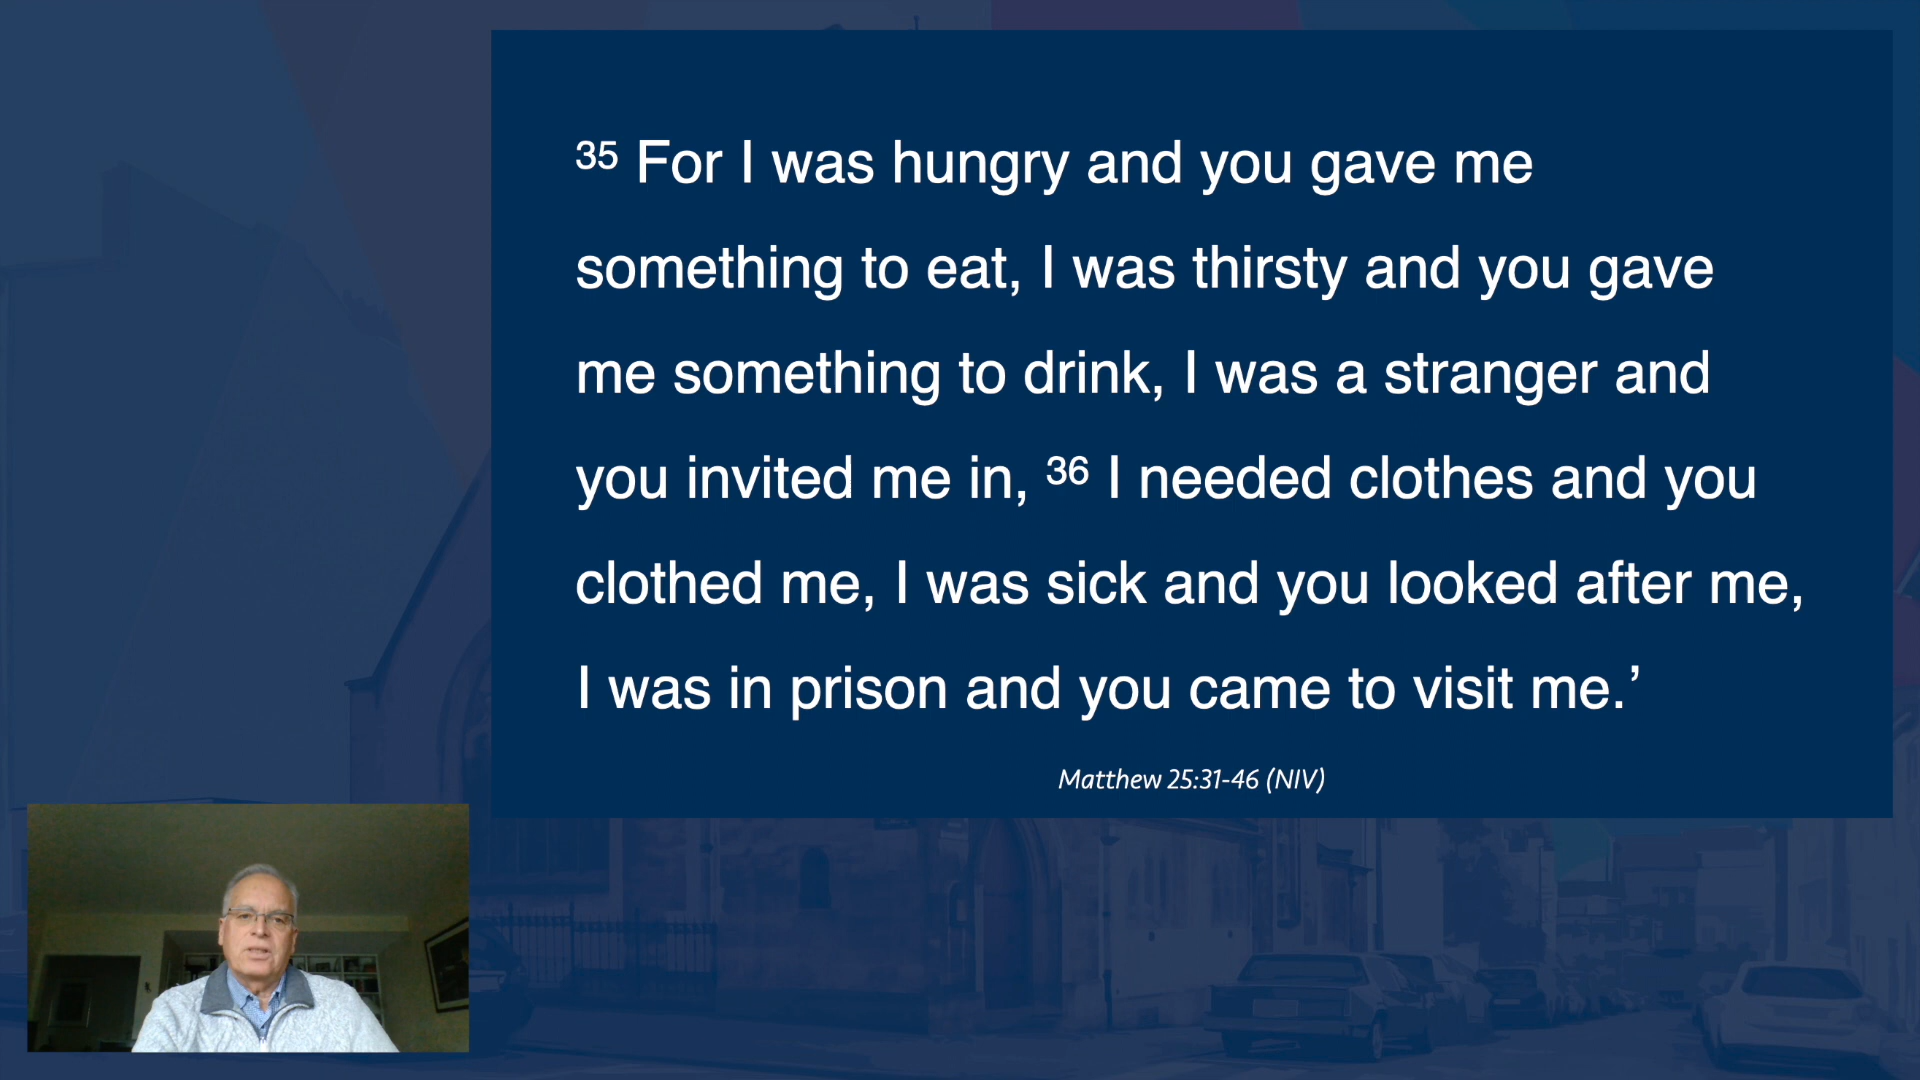 35 For I was hungry and you gave me
something to eat, I was thirsty and you gave
me something to drink, I was a stranger and
you invited me in, 36 I needed clothes and you
clothed me, I was sick and you looked after me,
I was in prison and you came to visit me.’
Matthew 25:31-46 (NIV)